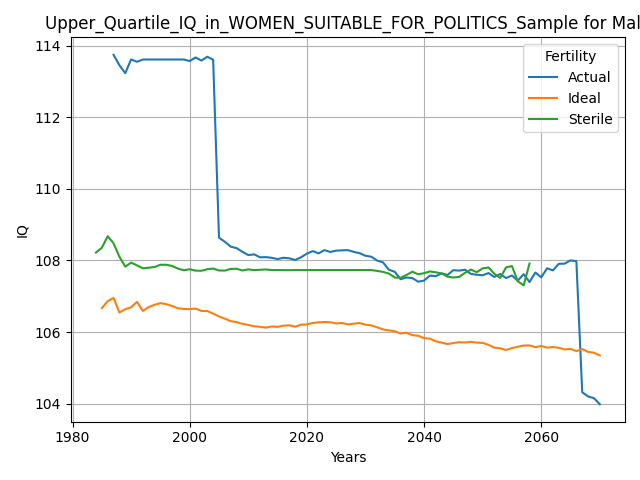 Upper_Quartile_IQ_in_WOMEN_SUITABLE_FOR_POLITICS_Sample for Mal
Fertility
Actual
Ideal
Sterile
114
112
110
108
106
104
IQ
1980
2000
2020
2040
2060
Years